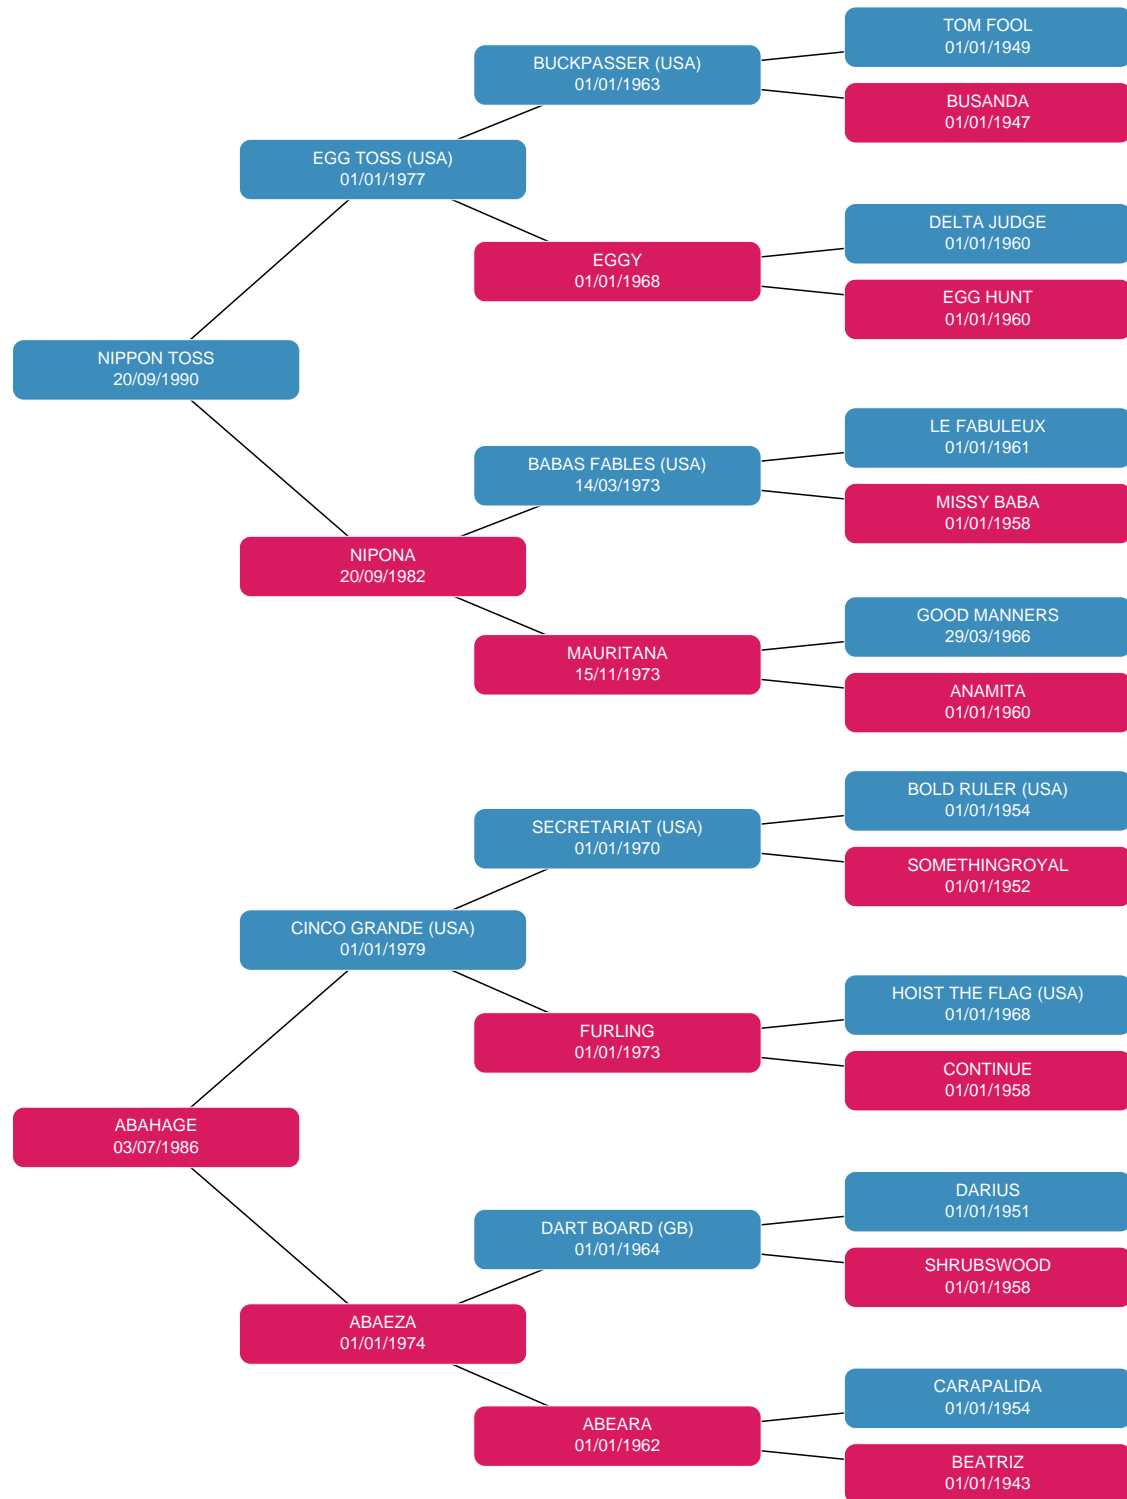 TOM FOOL
01/01/1949
BUCKPASSER (USA)
01/01/1963
BUSANDA
01/01/1947
EGG TOSS (USA)
01/01/1977
DELTA JUDGE
01/01/1960
EGGY
01/01/1968
EGG HUNT
01/01/1960
NIPPON TOSS
20/09/1990
LE FABULEUX
01/01/1961
BABAS FABLES (USA)
14/03/1973
MISSY BABA
01/01/1958
NIPONA
20/09/1982
GOOD MANNERS
29/03/1966
MAURITANA
15/11/1973
ANAMITA
01/01/1960
BOLD RULER (USA)
01/01/1954
SECRETARIAT (USA)
01/01/1970
SOMETHINGROYAL
01/01/1952
CINCO GRANDE (USA)
01/01/1979
HOIST THE FLAG (USA)
01/01/1968
FURLING
01/01/1973
CONTINUE
01/01/1958
ABAHAGE
03/07/1986
DARIUS
01/01/1951
DART BOARD (GB)
01/01/1964
SHRUBSWOOD
01/01/1958
ABAEZA
01/01/1974
CARAPALIDA
01/01/1954
ABEARA
01/01/1962
BEATRIZ
01/01/1943